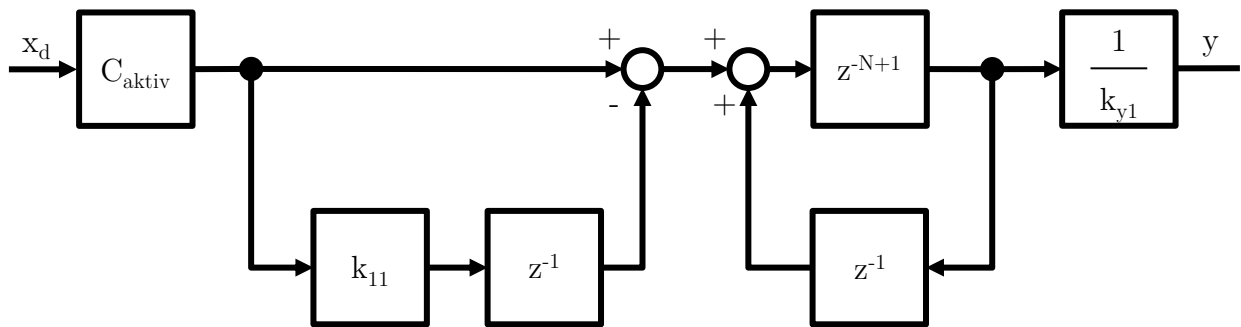 x_d
C_aktiv
+
-
+
+
z^-N+1
1
k_y1
y
k_11
z^-1
z^-1